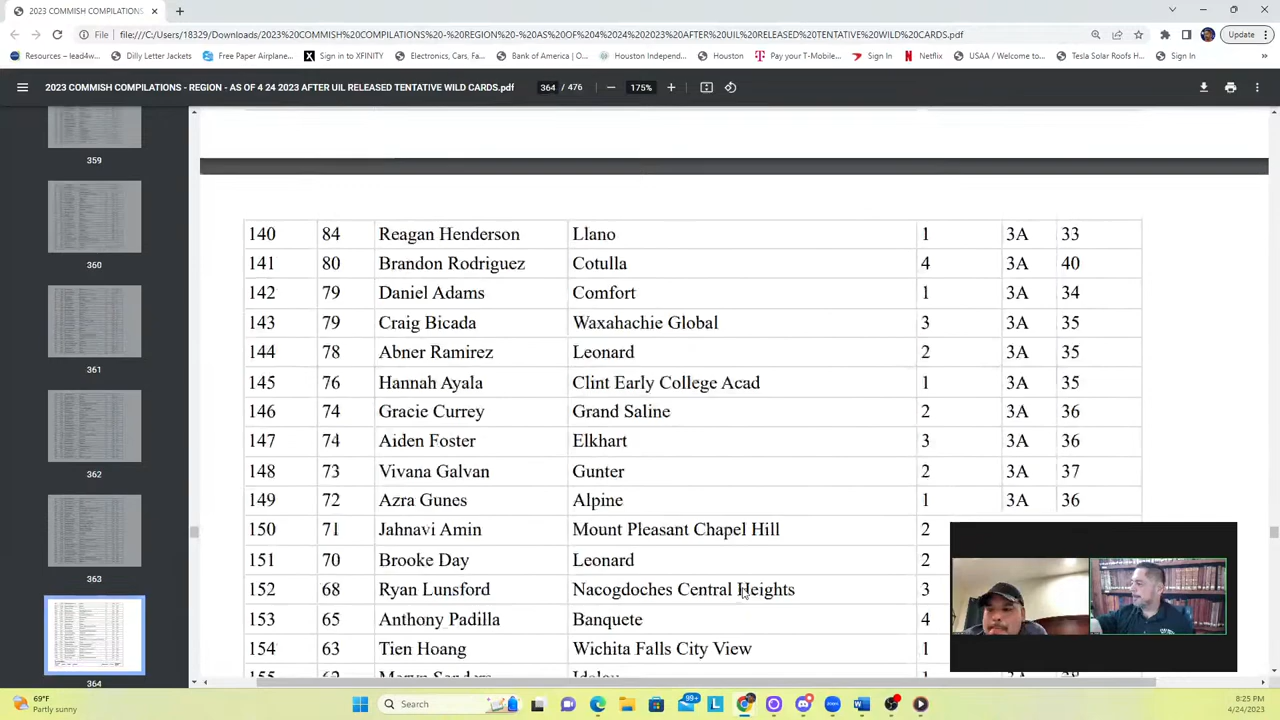 2023 COMMISH COMPILATIONS
File | file:///C:/Users/18329/Downloads/2023%20COMMISH%20COMPILATIONS%20-%20REGION%20-%20AS%20OF%204%2024%202023%20AFTER%20UIL%20RELEASED%20TENTATIVE%20WILD%20CARDS.pdf
Update
Resources – lead4w... Dilly Letter Jackets Free Paper Airplane... Sign in to XFINITY Electronics, Cars, Fa... Bank of America | O... Houston Independ... Houston Pay your T-Mobile... Sign In Netflix USAA / Welcome to... Tesla Solar Roofs H... Sign In
2023 COMMISH COMPILATIONS - REGION - AS OF 4 24 2023 AFTER UIL RELEASED TENTATIVE WILD CARDS.pdf 364 / 476 175%
359
360
361
362
363
364
140 84 Reagan Henderson Llano 1 3A 33
141 80 Brandon Rodriguez Cotulla 4 3A 40
142 79 Daniel Adams Comfort 1 3A 34
143 79 Craig Bicada Waxahachie Global 3 3A 35
144 78 Abner Ramirez Leonard 2 3A 35
145 76 Hannah Ayala Clint Early College Acad 1 3A 35
146 74 Gracie Currey Grand Saline 2 3A 36
147 74 Aiden Foster Elkhart 3 3A 36
148 73 Vivana Galvan Gunter 2 3A 37
149 72 Azra Gunes Alpine 1 3A 36
150 71 Jahnavi Amin Mount Pleasant Chapel Hill 2
151 70 Brooke Day Leonard 2
152 68 Ryan Lunsford Nacogdoches Central Heights 3
153 65 Anthony Padilla Banquete 4
154 63 Tien Hoang Wichita Falls City View 1
69°F
Partly sunny
Search
99+
8:25 PM
4/24/2023